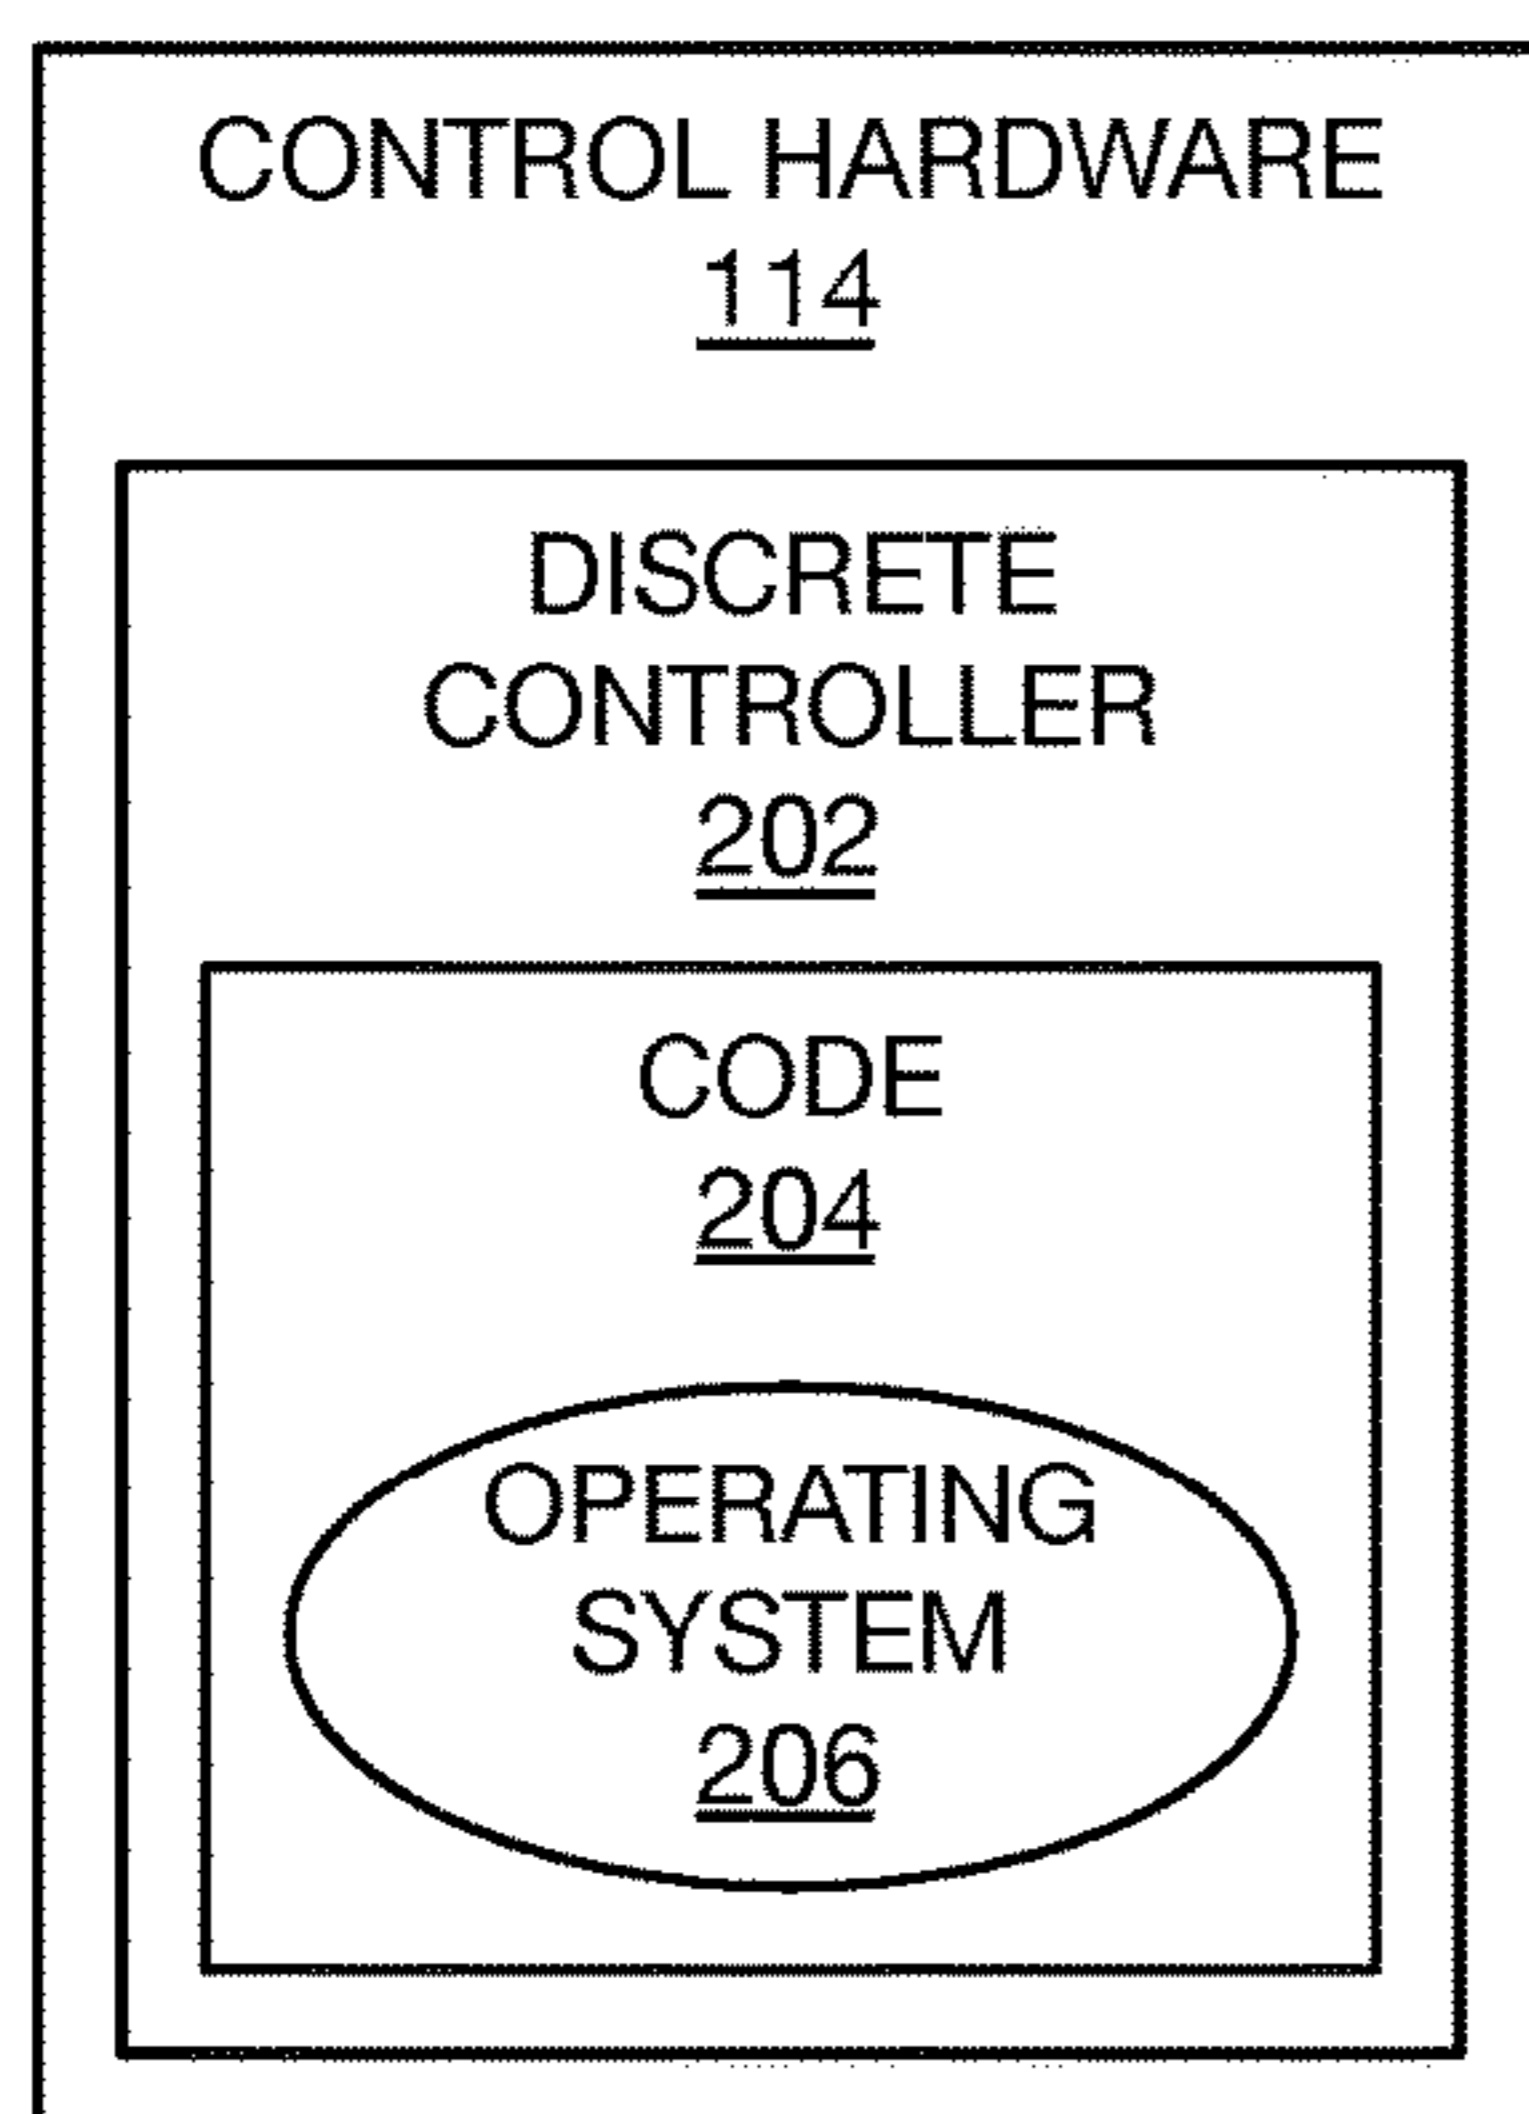 CONTROL HARDWARE
114
DISCRETE
CONTROLLER
202
CODE
204
OPERATING
SYSTEM
206